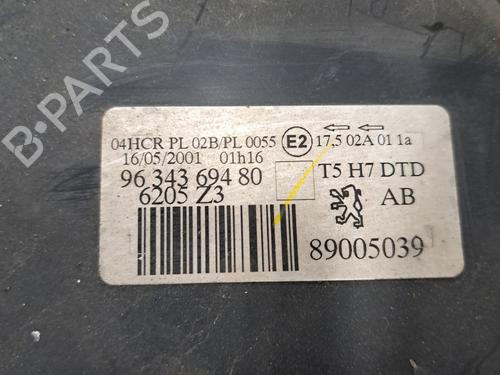 B-PARTS
04HCR PL 02B/PL 0055 E2 17,5 02A 01 1a
16/05/2001 01h16
96 343 694 80 T5 H7 DTD
6205 Z3 AB
89005039